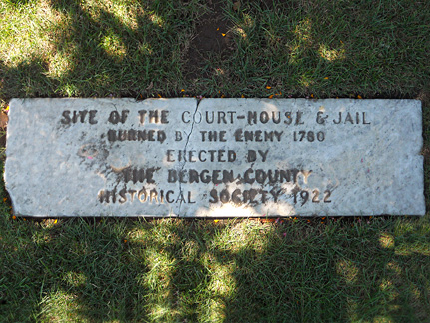 SITE OF THE COURT-HOUSE & JAIL
BURNED BY THE ENEMY 1780
ERECTED BY
THE BERGEN COUNTY
HISTORICAL SOCIETY 1922